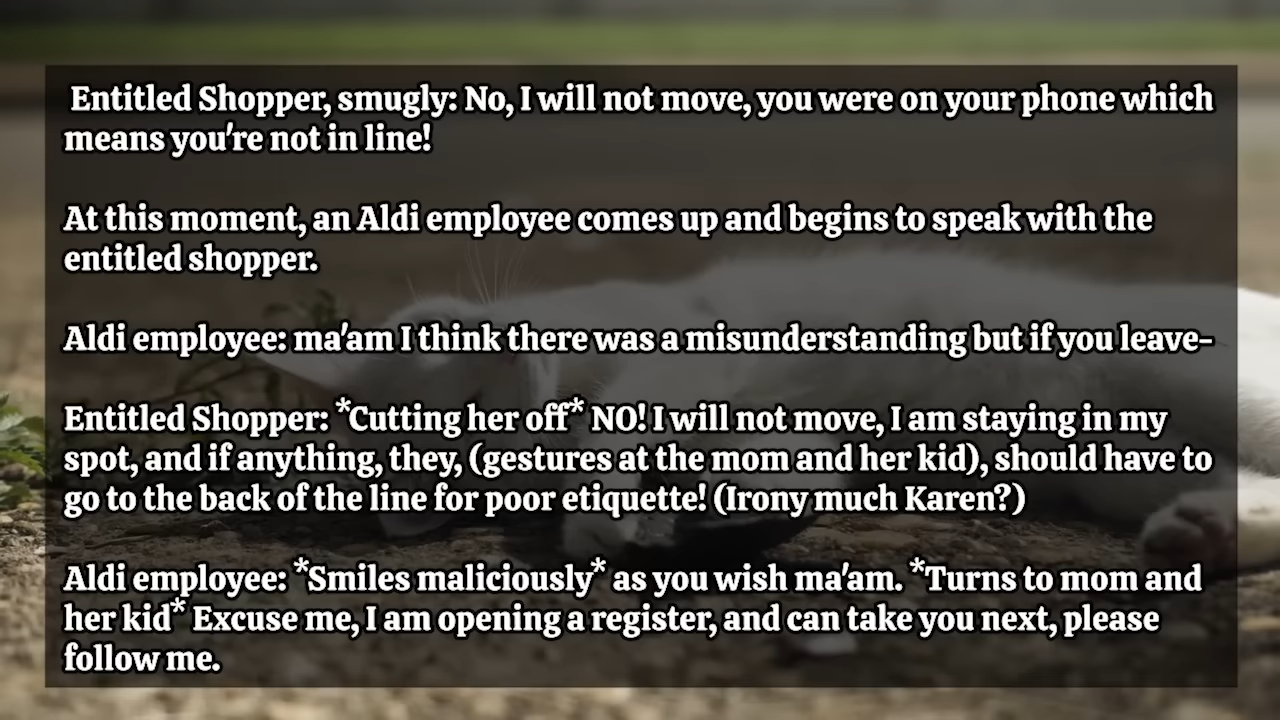 Entitled Shopper, smugly: No, I will not move, you were on your phone which
means you're not in line!
At this moment, an Aldi employee comes up and begins to speak with the
entitled shopper.
Aldi employee: ma'am I think there was a misunderstanding but if you leave-
Entitled Shopper: *Cutting her off* NO! I will not move, I am staying in my
spot, and if anything, they, (gestures at the mom and her kid), should have to
go to the back of the line for poor etiquette! (Irony much Karen?)
Aldi employee: *Smiles maliciously* as you wish ma'am. *Turns to mom and
her kid* Excuse me, I am opening a register, and can take you next, please
follow me.